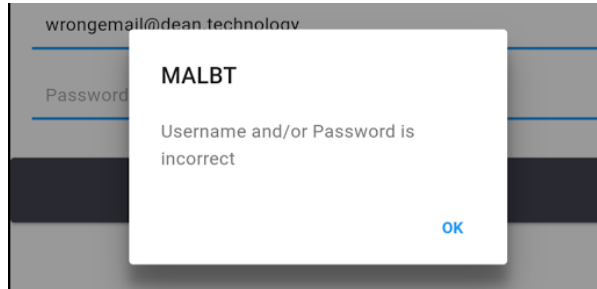 wrongemail@dean.technology
MALBT
Password
Username and/or Password is
incorrect
OK